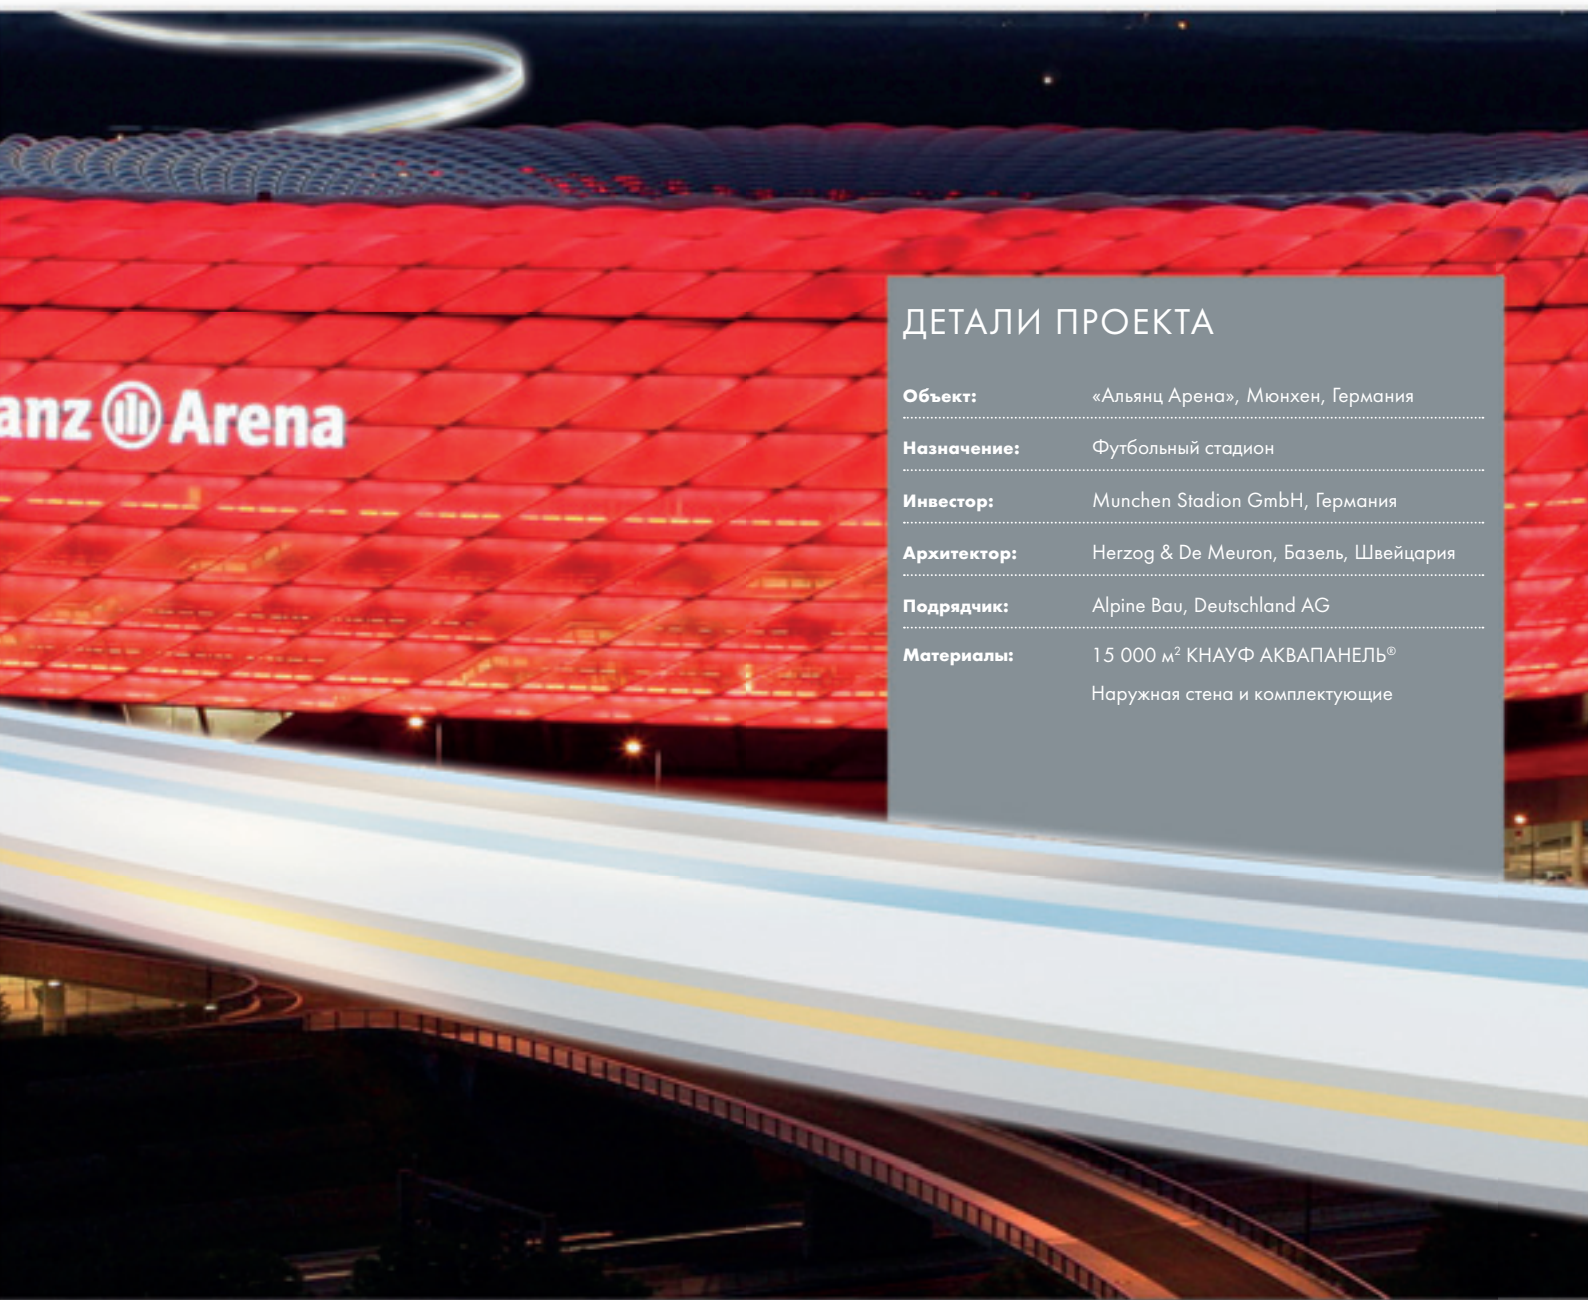 anz Arena
ДЕТАЛИ ПРОЕКТА
Объект: «Альянц Арена», Мюнхен, Германия
Назначение: Футбольный стадион
Инвестор: Munchen Stadion GmbH, Германия
Архитектор: Herzog & De Meuron, Базель, Швейцария
Подрядчик: Alpine Bau, Deutschland AG
Материалы: 15 000 м² КНАУФ АКВАПАНЕЛЬ®
Наружная стена и комплектующие